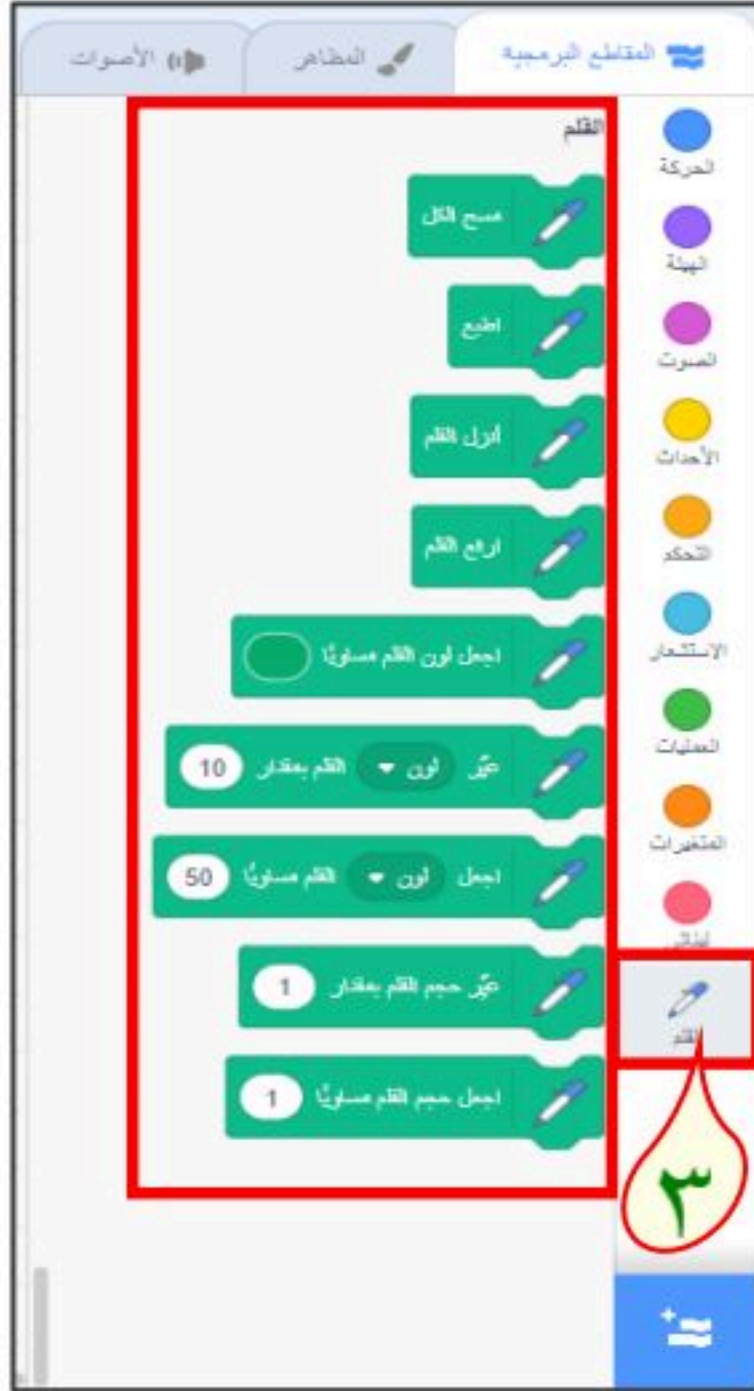 المقاطع البرمجية
المظاهر
الأصوات
الحركة
الهيئة
الصوت
الأحداث
التحكم
الاستشعار
العمليات
المتغيرات
لبناتي
القلم
القلم
مسح الكل
اطبع
أنزل القلم
ارفع القلم
اجعل لون القلم مساويًا
غيّر لون القلم بمقدار 10
اجعل لون القلم مساويًا 50
غيّر حجم القلم بمقدار 1
اجعل حجم القلم مساويًا 1
٣